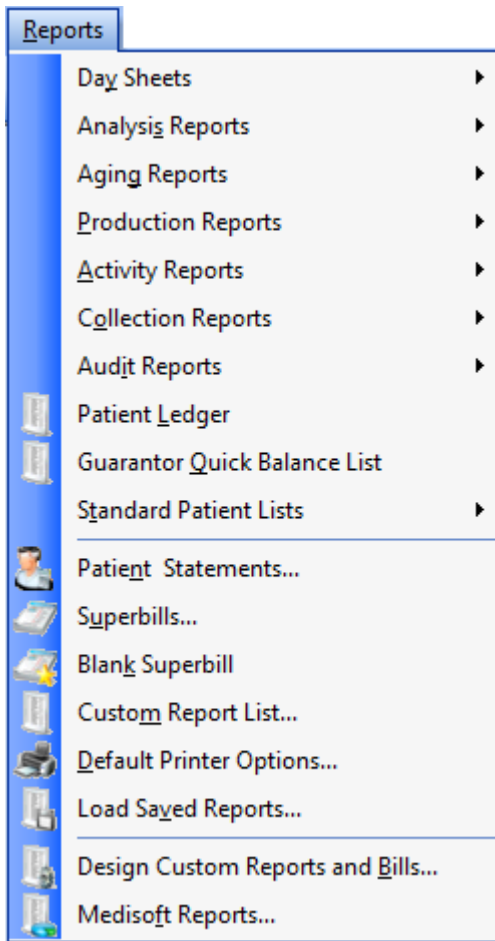 Reports
Day Sheets
Analysis Reports
Aging Reports
Production Reports
Activity Reports
Collection Reports
Audit Reports
Patient Ledger
Guarantor Quick Balance List
Standard Patient Lists
Patient Statements...
Superbills...
Blank Superbill
Custom Report List...
Default Printer Options...
Load Saved Reports...
Design Custom Reports and Bills...
Medisoft Reports...